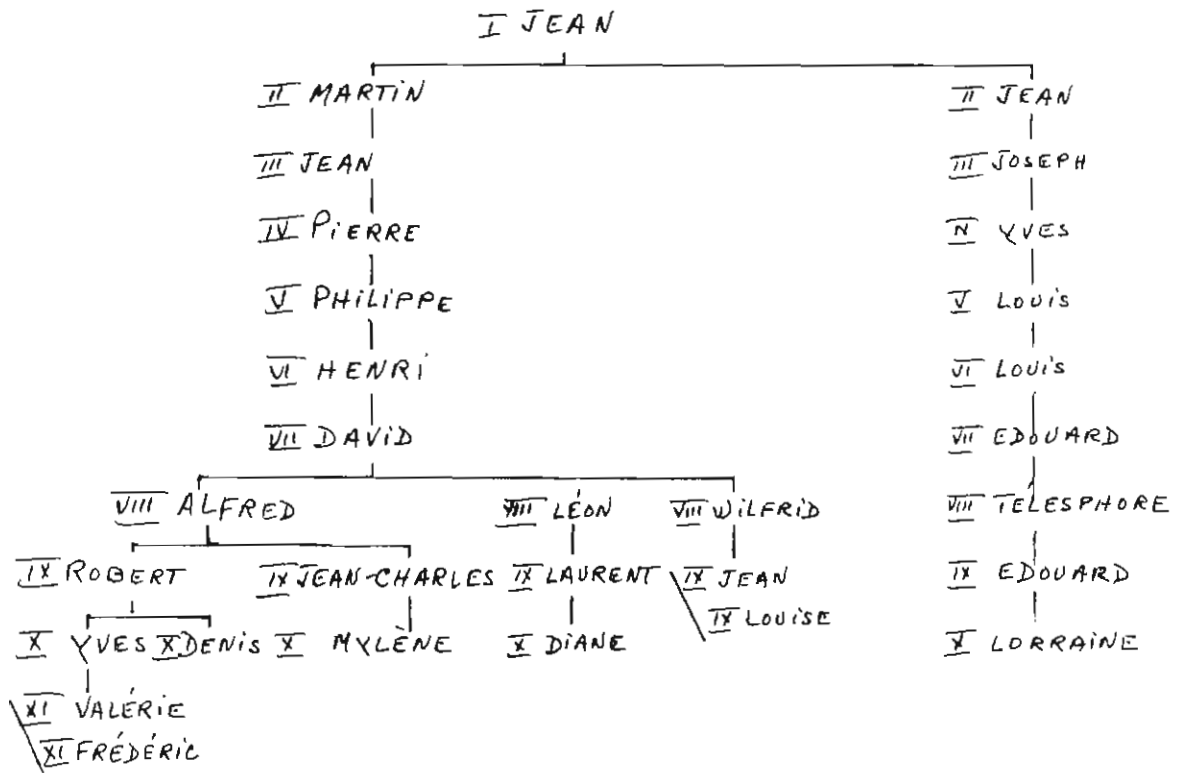 I JEAN
II MARTIN II JEAN
III JEAN III JOSEPH
IV PIERRE IV YVES
V PHILIPPE V LOUIS
VI HENRI VI LOUIS
VII DAVID VII EDOUARD
VIII ALFRED VIII LÉON VIII WILFRID VIII TÉLESPHORE
IX ROBERT IX JEAN-CHARLES IX LAURENT IX JEAN IX EDOUARD
IX LOUISE
X YVES X DENIS X MYLÈNE X DIANE X LORRAINE
XI VALÉRIE
XI FRÉDÉRIC